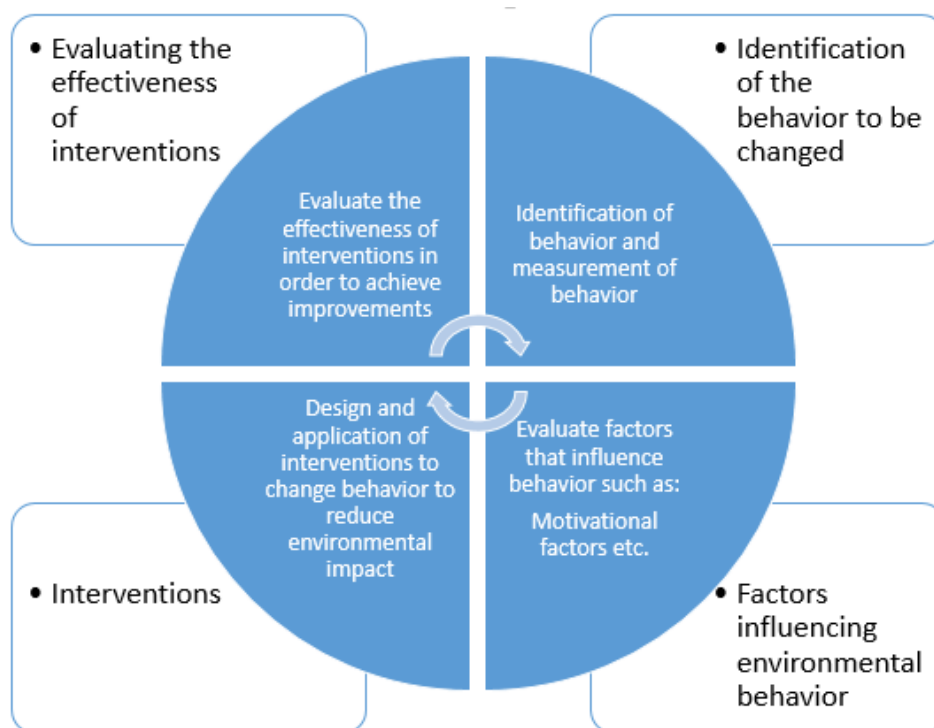 • Evaluating the
effectiveness
of
interventions
• Identification
of the
behavior to be
changed
Evaluate the
effectiveness of
interventions in
order to achieve
improvements
Identification of
behavior and
measurement of
behavior
Design and
application of
interventions to
change behavior to
reduce
environmental
impact
Evaluate factors
that influence
behavior such as:
Motivational
factors etc.
• Interventions
• Factors
influencing
environmental
behavior